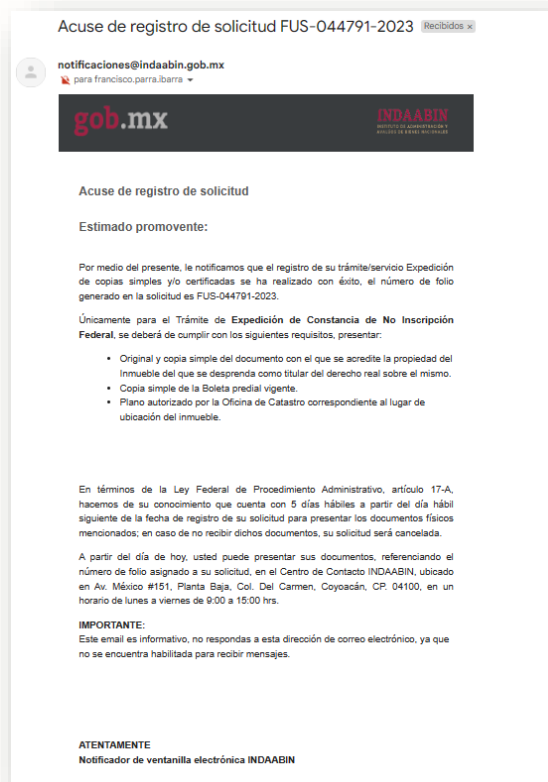 Acuse de registro de solicitud FUS-044791-2023 Recibidos ×
notificaciones@indaabin.gob.mx
para francisco.parra.ibarra
gob.mx
INDAABIN
INSTITUTO DE ADMINISTRACIÓN Y
AVALÚOS DE BIENES NACIONALES
Acuse de registro de solicitud
Estimado promovente:
Por medio del presente, le notificamos que el registro de su trámite/servicio Expedición
de copias simples y/o certificadas se ha realizado con éxito, el número de folio
generado en la solicitud es FUS-044791-2023.
Únicamente para el Trámite de Expedición de Constancia de No Inscripción
Federal, se deberá de cumplir con los siguientes requisitos, presentar:
• Original y copia simple del documento con el que se acredite la propiedad del
Inmueble del que se desprenda como titular del derecho real sobre el mismo.
• Copia simple de la Boleta predial vigente.
• Plano autorizado por la Oficina de Catastro correspondiente al lugar de
ubicación del inmueble.
En términos de la Ley Federal de Procedimiento Administrativo, artículo 17-A,
hacemos de su conocimiento que cuenta con 5 días hábiles a partir del día hábil
siguiente de la fecha de registro de su solicitud para presentar los documentos físicos
mencionados; en caso de no recibir dichos documentos, su solicitud será cancelada.
A partir del día de hoy, usted puede presentar sus documentos, referenciando el
número de folio asignado a su solicitud, en el Centro de Contacto INDAABIN, ubicado
en Av. México #151, Planta Baja, Col. Del Carmen, Coyoacán, CP. 04100, en un
horario de lunes a viernes de 9:00 a 15:00 hrs.
IMPORTANTE:
Este email es informativo, no respondas a esta dirección de correo electrónico, ya que
no se encuentra habilitada para recibir mensajes.
ATENTAMENTE
Notificador de ventanilla electrónica INDAABIN